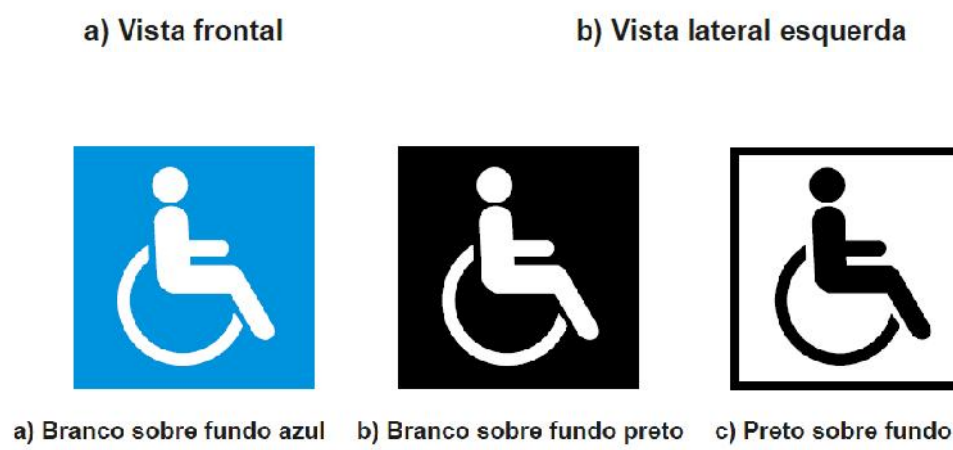 a) Vista frontal
b) Vista lateral esquerda
a) Branco sobre fundo azul
b) Branco sobre fundo preto
c) Preto sobre fundo